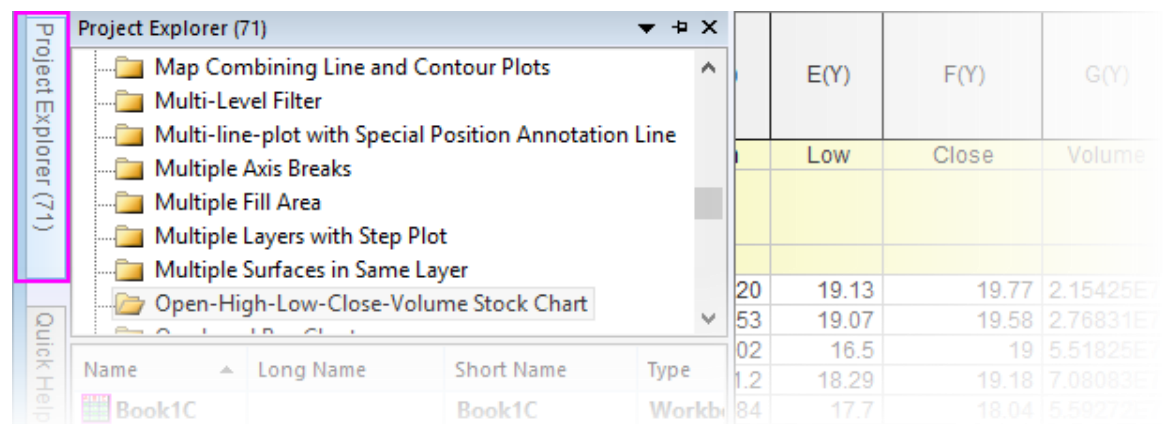 Project Explorer (71)
Quick Help
Project Explorer (71)
Map Combining Line and Contour Plots
Multi-Level Filter
Multi-line-plot with Special Position Annotation Line
Multiple Axis Breaks
Multiple Fill Area
Multiple Layers with Step Plot
Multiple Surfaces in Same Layer
Open-High-Low-Close-Volume Stock Chart
Name Long Name Short Name Type
Book1C Book1C Workb
E(Y) F(Y) G(Y)
Low Close Volume
20 19.13 19.77 2.15425E7
53 19.07 19.58 2.76831E7
02 16.5 19 5.51825E7
1.2 18.29 19.18 7.08083E7
84 17.7 18.04 5.59272E7